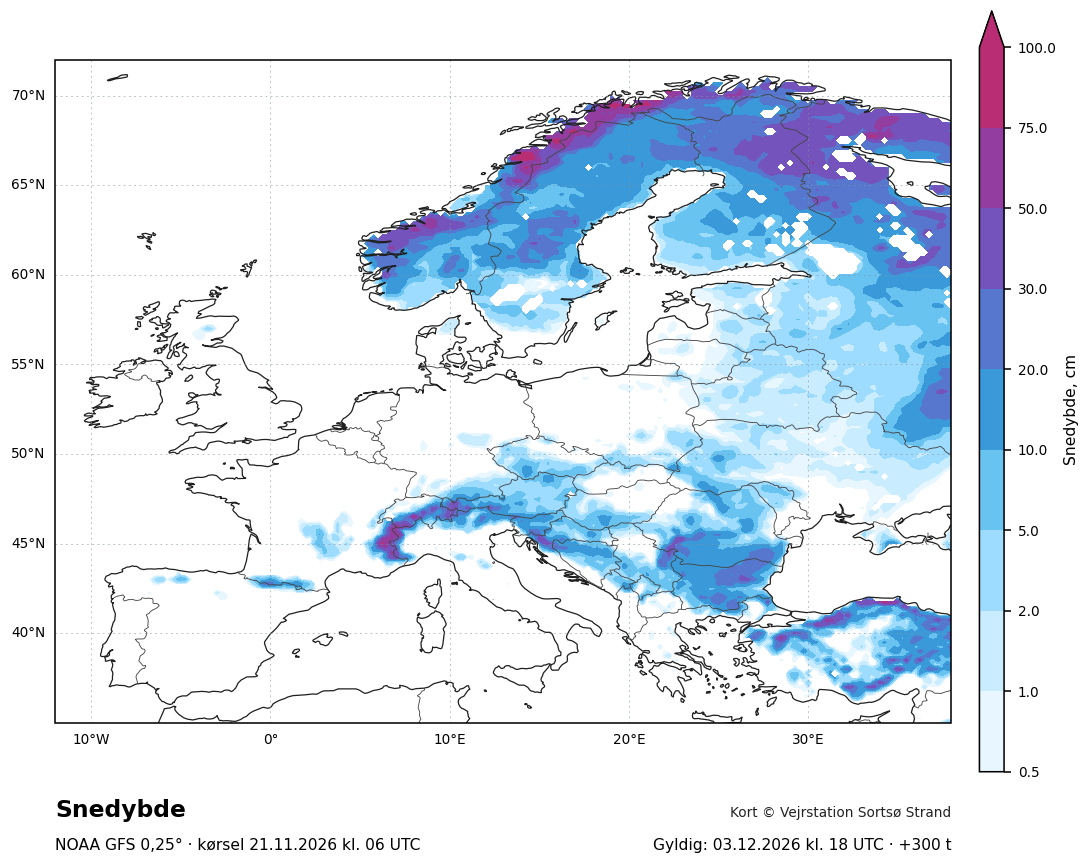 100.0
75.0
50.0
30.0
20.0
10.0
5.0
2.0
1.0
0.5
Snedybde, cm
70°N
65°N
60°N
55°N
50°N
45°N
40°N
10°W
0°
10°E
20°E
30°E
Snedybde
Kort © Vejrstation Sortsø Strand
NOAA GFS 0,25° · kørsel 21.11.2026 kl. 06 UTC
Gyldig: 03.12.2026 kl. 18 UTC · +300 t